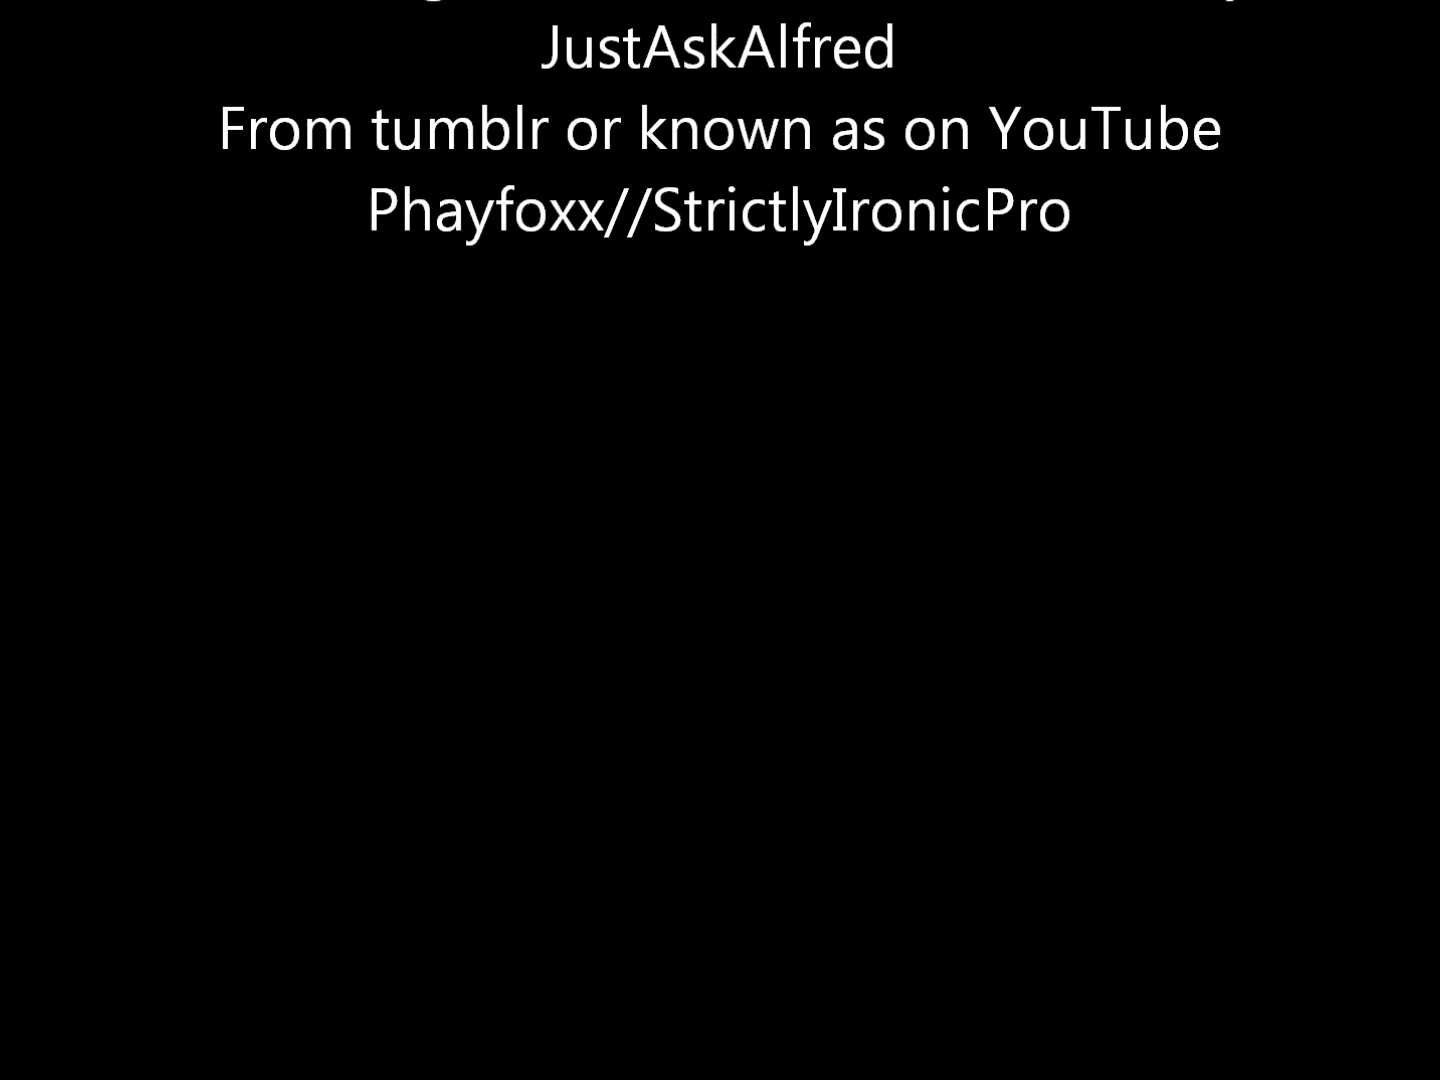 JustAskAlfred
From tumblr or known as on YouTube
Phayfoxx//StrictlyIronicPro